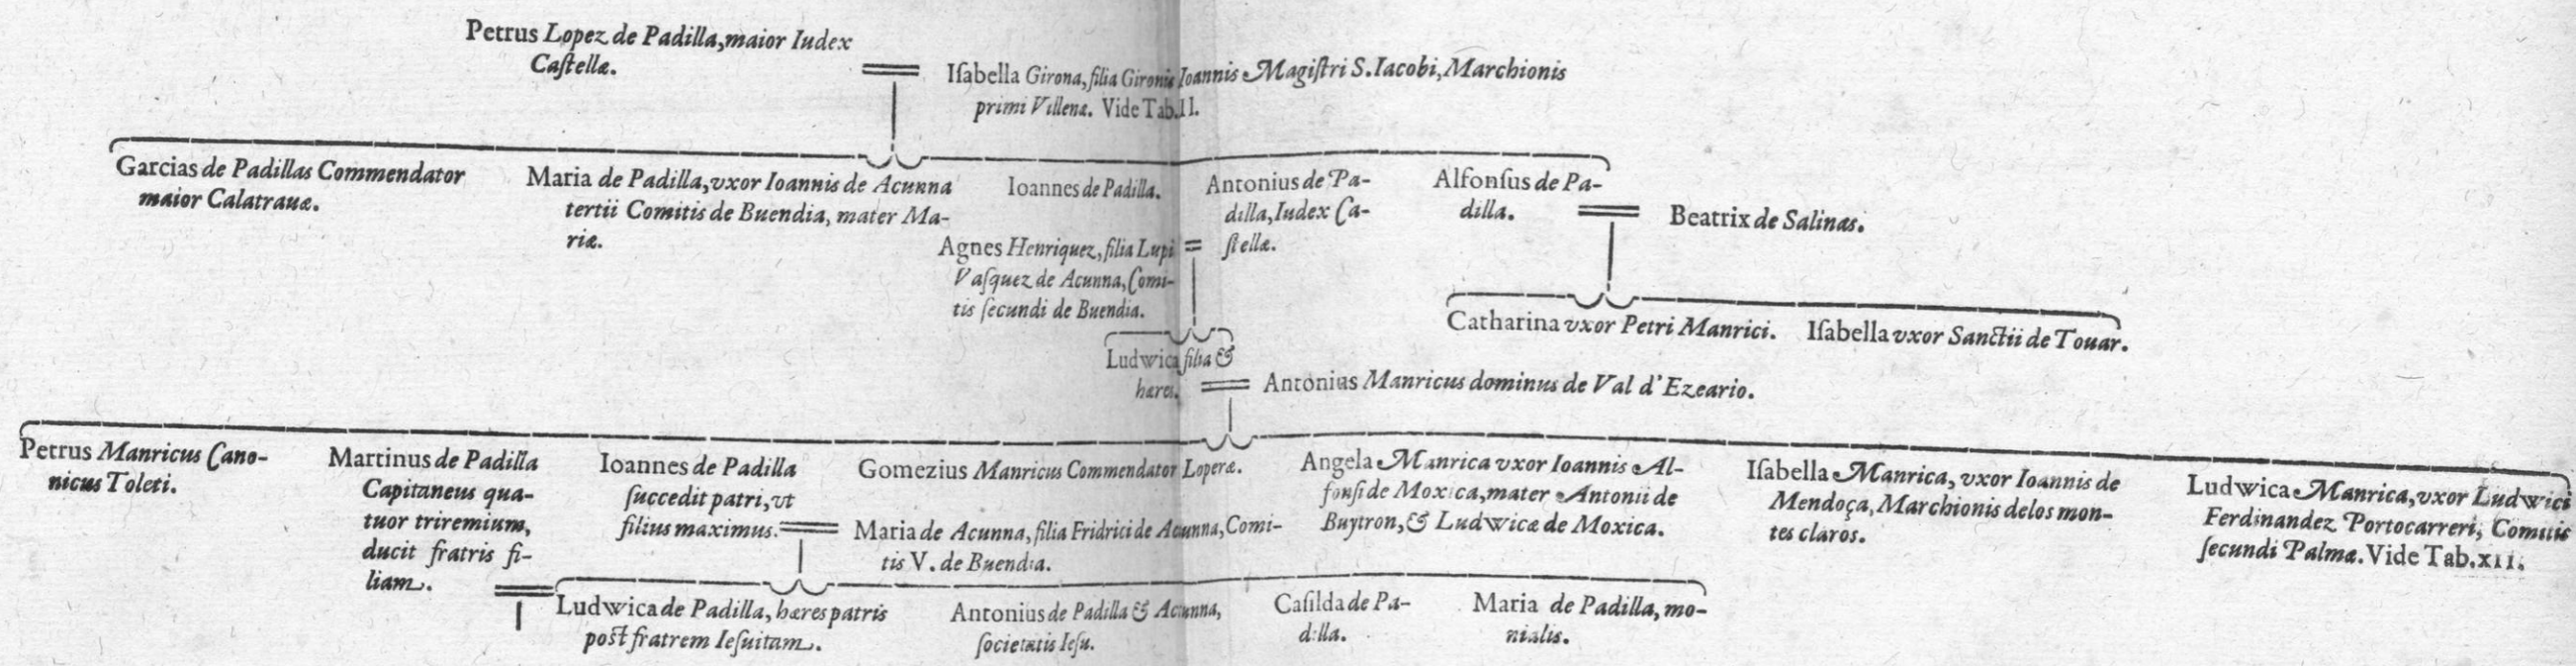 Petrus Lopez de Padilla, maior Iudex
Caſtellæ.
Iſabella Girona, filia Gironis Ioannis Magiſtri S. Iacobi, Marchionis
primi Villenæ. Vide Tab. II.
Garcias de Padillas Commendator
maior Calatrauæ.
Maria de Padilla, vxor Ioannis de Acunna
tertii Comitis de Buendia, mater Ma-
riæ.
Ioannes de Padilla.
Antonius de Pa-
dilla, Iudex Ca-
ſtellæ.
Alfonſus de Pa-
dilla.
Beatrix de Salinas.
Agnes Henriquez, filia Lupi
Vaſquez de Acunna, Comi-
tis ſecundi de Buendia.
Catharina vxor Petri Manrici.
Iſabella vxor Sanctii de Touar.
Ludwica filia &
hæres.
Antonius Manricus dominus de Val d'Ezeario.
Petrus Manricus Cano-
nicus Toleti.
Martinus de Padilla
Capitaneus qua-
tuor triremium,
ducit fratris fi-
liam.
Ioannes de Padilla
ſuccedit patri, vt
filius maximus.
Gomezius Manricus Commendator Loperæ.
Maria de Acunna, filia Fridrici de Acunna, Comi-
tis V. de Buendia.
Angela Manrica vxor Ioannis Al-
fonſi de Moxica, mater Antonii de
Buytron, & Ludwicæ de Moxica.
Iſabella Manrica, vxor Ioannis de
Mendoça, Marchionis delos mon-
tes claros.
Ludwica Manrica, vxor Ludwici
Ferdinandez Portocarreri, Comitis
ſecundi Palmæ. Vide Tab. XII.
Ludwica de Padilla, hæres patris
poſt fratrem Ieſuitam.
Antonius de Padilla & Acunna,
ſocietatis Ieſu.
Caſilda de Pa-
dilla.
Maria de Padilla, mo-
nialis.